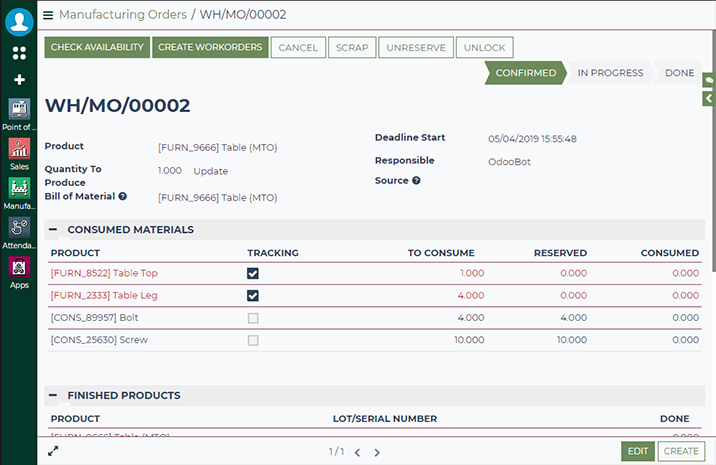 Manufacturing Orders / WH/MO/00002
CHECK AVAILABILITY CREATE WORKORDERS CANCEL SCRAP UNRESERVE UNLOCK
CONFIRMED IN PROGRESS DONE
WH/MO/00002
Product [FURN_9666] Table (MTO)
Quantity To Produce 1.000 Update
Bill of Material [FURN_9666] Table (MTO)
Deadline Start 05/04/2019 15:55:48
Responsible OdooBot
Source
CONSUMED MATERIALS
PRODUCT TRACKING TO CONSUME RESERVED CONSUMED
[FURN_8522] Table Top 1.000 0.000 0.000
[FURN_2333] Table Leg 4.000 0.000 0.000
[CONS_89957] Bolt 4.000 4.000 0.000
[CONS_25630] Screw 10.000 10.000 0.000
FINISHED PRODUCTS
PRODUCT LOT/SERIAL NUMBER DONE
[FURN_9666] Table (MTO) 0.000
1 / 1
EDIT CREATE
Point of ...
Sales
Manufa...
Attenda...
Apps